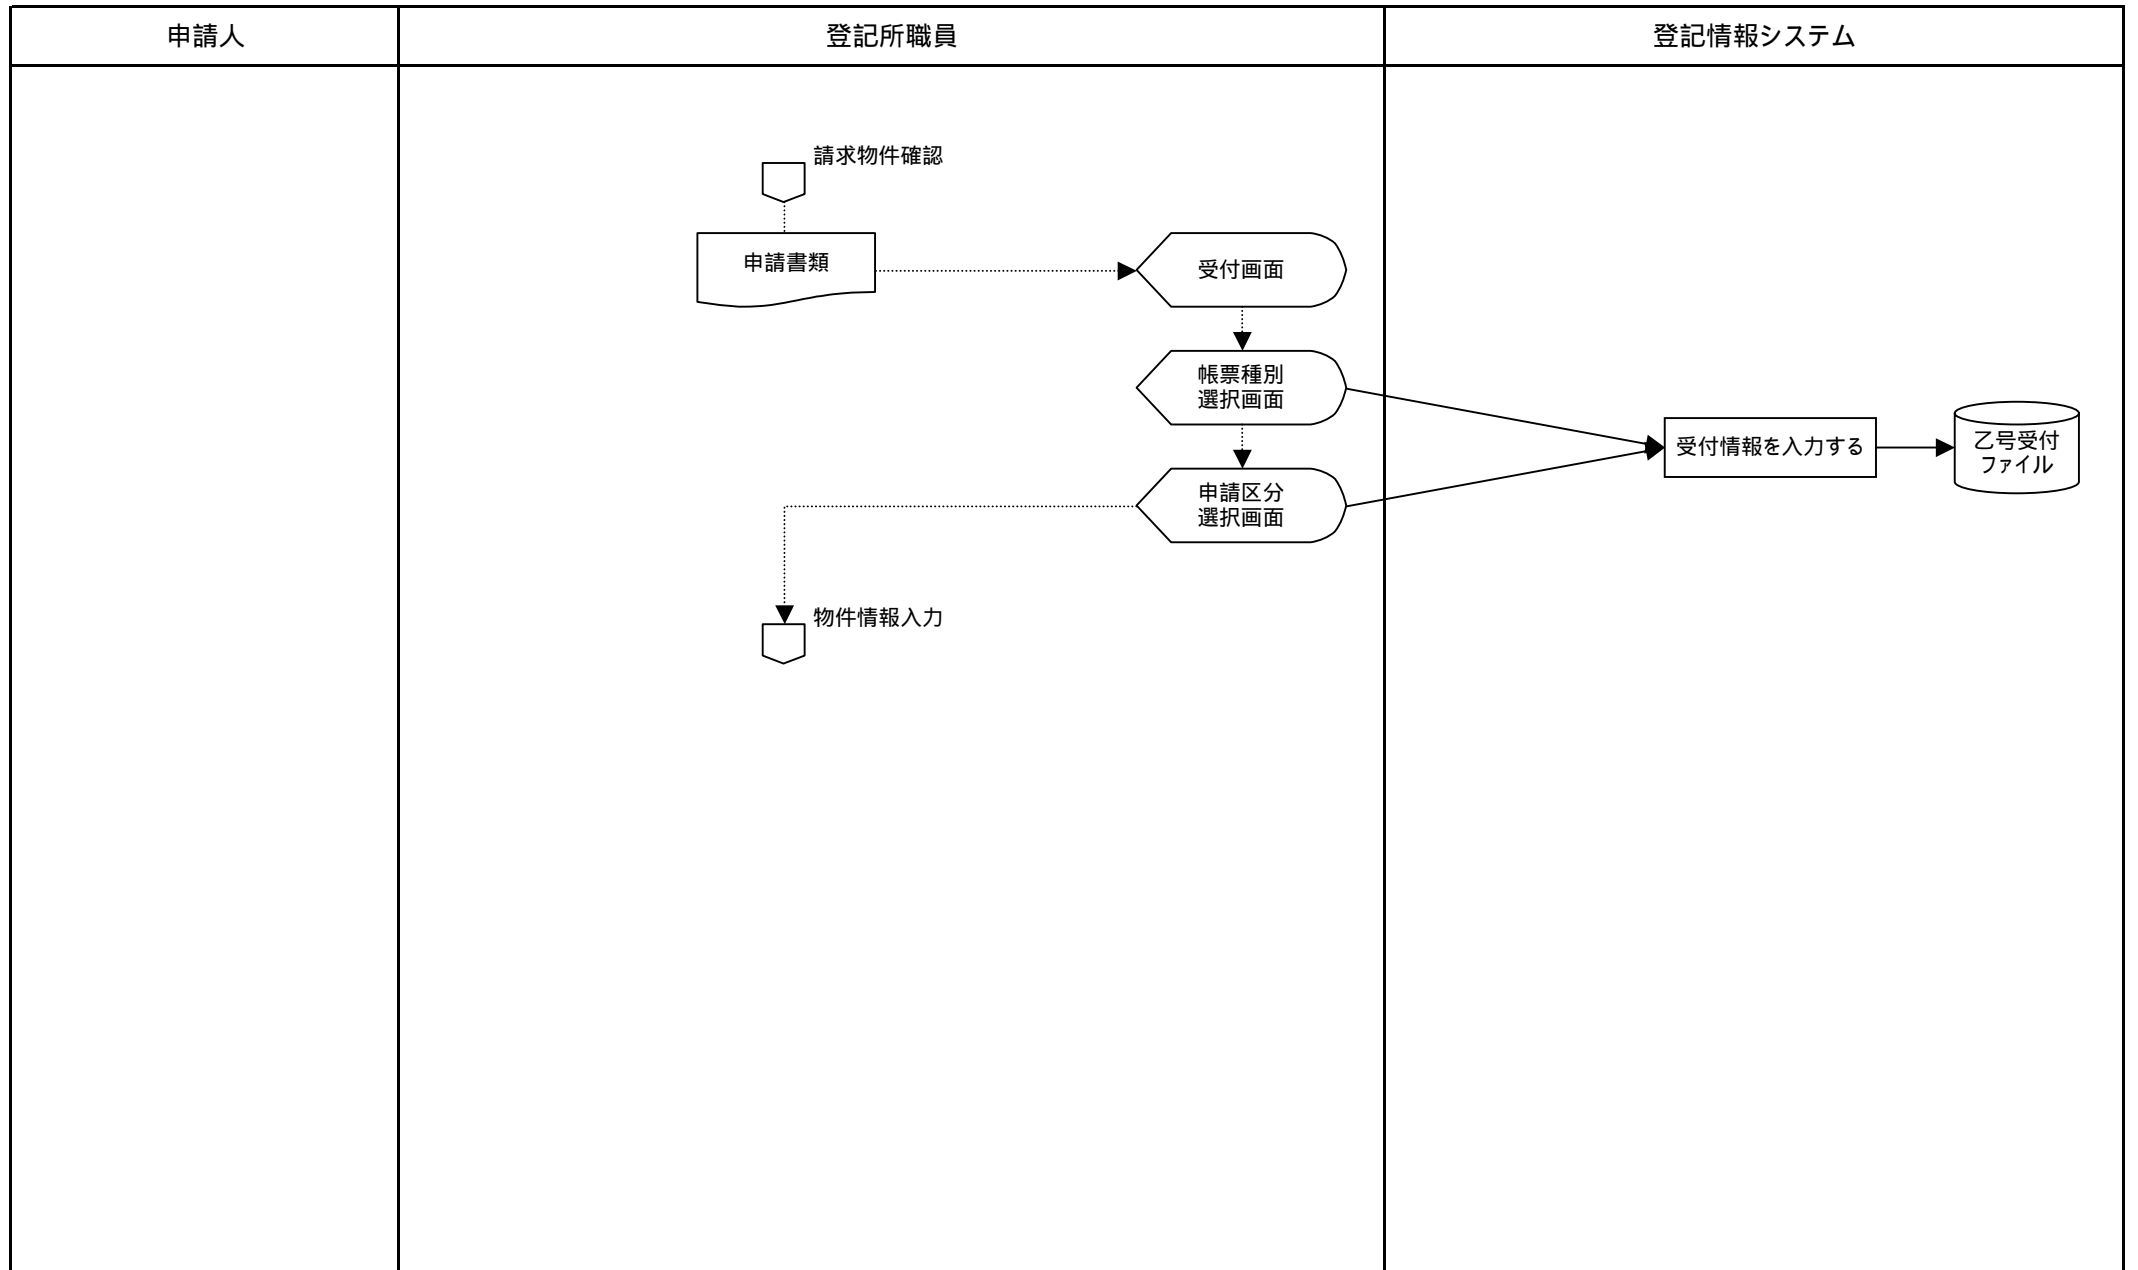 申請人
登記所職員
登記情報システム
請求物件確認
申請書類
受付画面
帳票種別
選択画面
受付情報を入力する
乙号受付
ファイル
申請区分
選択画面
物件情報入力